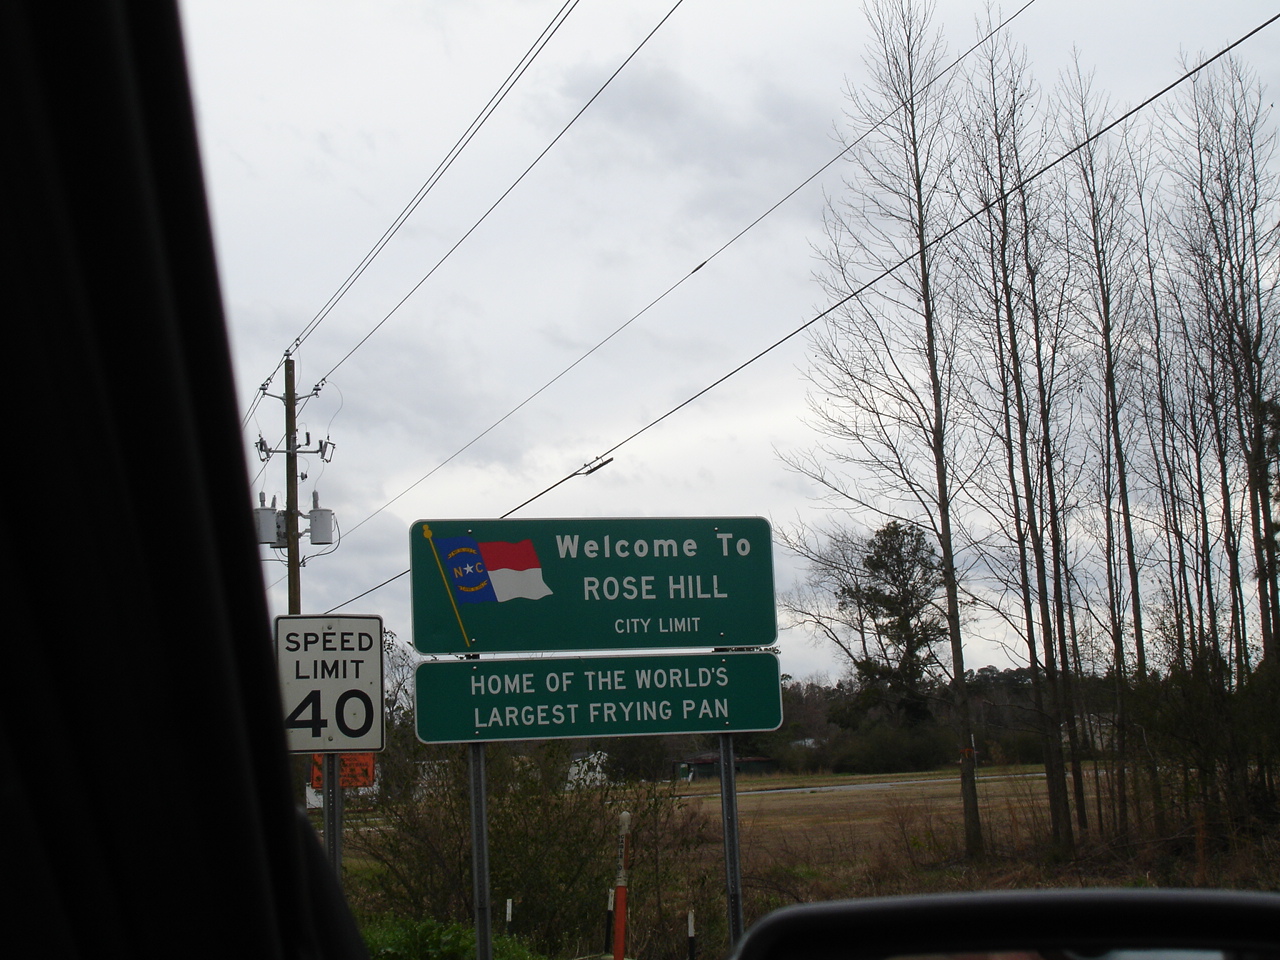 Welcome To
ROSE HILL
CITY LIMIT
N C
HOME OF THE WORLD'S
LARGEST FRYING PAN
SPEED
LIMIT
40